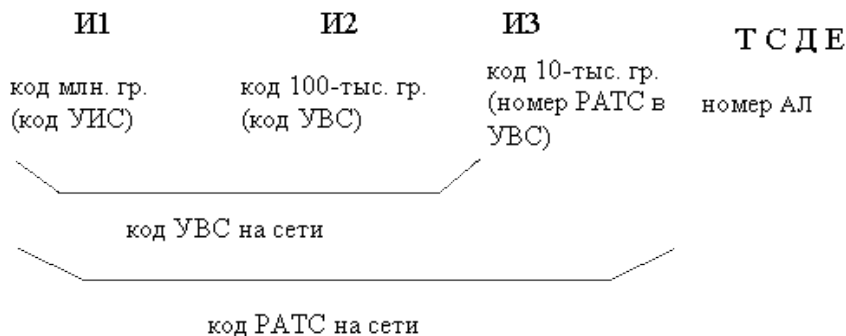 И1 И2 И3 Т С Д Е
код млн. гр. код 100-тыс. гр. код 10-тыс. гр.
(код УИС) (код УВС) (номер РАТС в номер АЛ
УВС)
код УВС на сети
код РАТС на сети